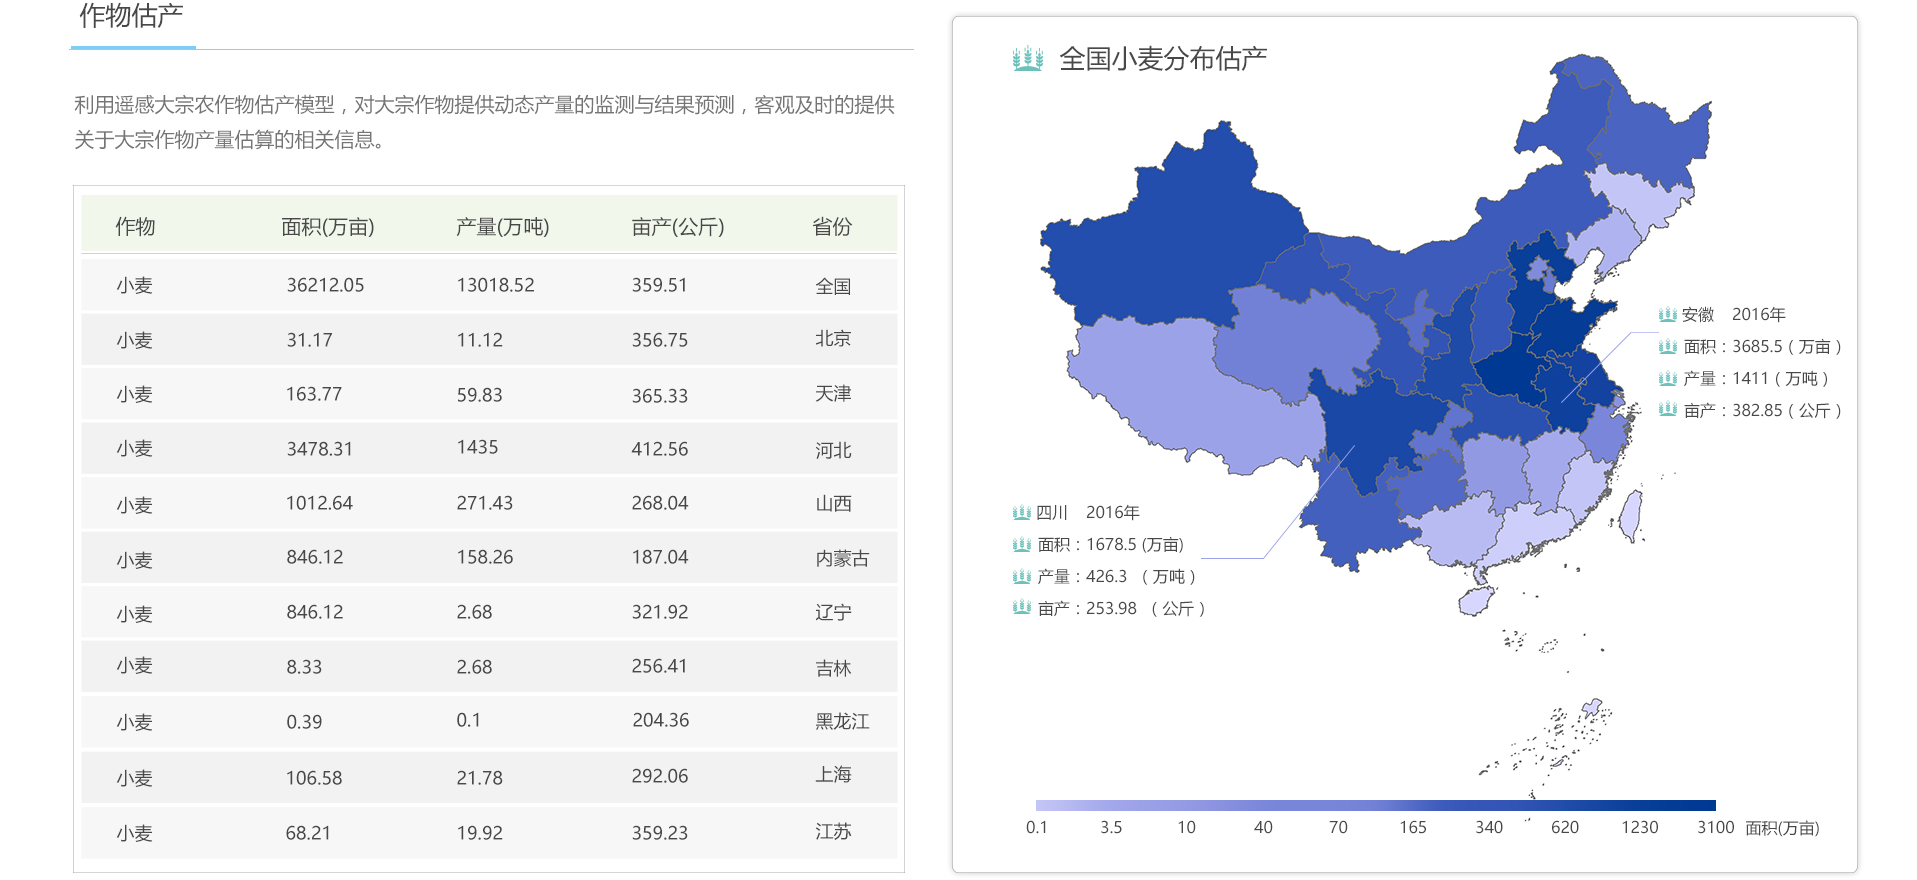 作物估产
利用遥感大宗农作物估产模型，对大宗作物提供动态产量的监测与结果预测，客观及时的提供
关于大宗作物产量估算的相关信息。
作物 面积(万亩) 产量(万吨) 亩产(公斤) 省份
小麦 36212.05 13018.52 359.51 全国
小麦 31.17 11.12 356.75 北京
小麦 163.77 59.83 365.33 天津
小麦 3478.31 1435 412.56 河北
小麦 1012.64 271.43 268.04 山西
小麦 846.12 158.26 187.04 内蒙古
小麦 846.12 2.68 321.92 辽宁
小麦 8.33 2.68 256.41 吉林
小麦 0.39 0.1 204.36 黑龙江
小麦 106.58 21.78 292.06 上海
小麦 68.21 19.92 359.23 江苏
全国小麦分布估产
安徽 2016年
面积：3685.5（万亩）
产量：1411（万吨）
亩产：382.85（公斤）
四川 2016年
面积：1678.5 (万亩)
产量：426.3 （万吨）
亩产：253.98 （公斤）
0.1 3.5 10 40 70 165 340 620 1230 3100 面积(万亩)